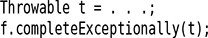 Throwable t = . . .;
f.completeExceptionally(t);